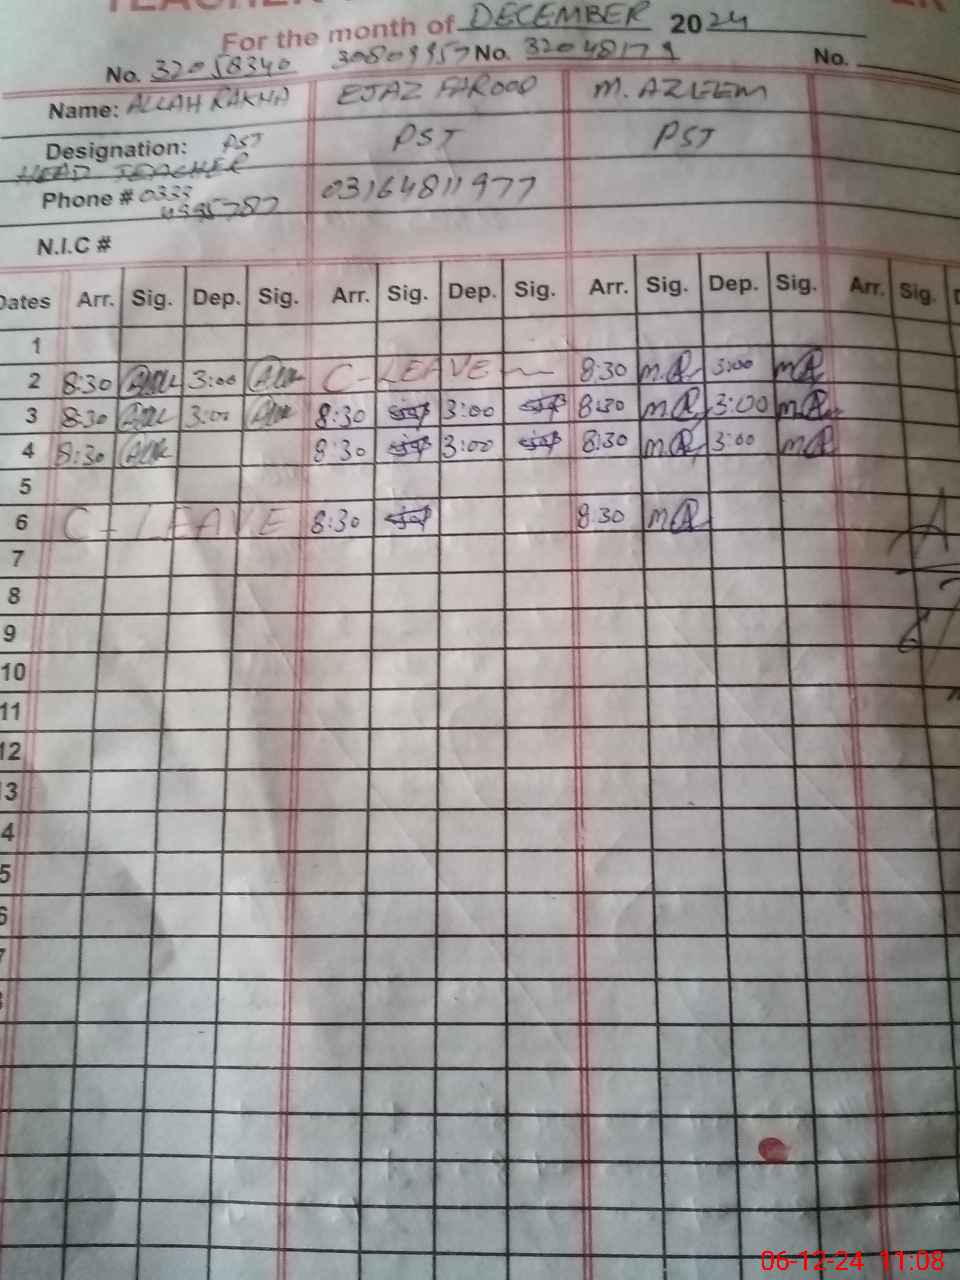 For the month of DECEMBER 2024
No. 32058340 30809957 No. 32048179 No.
Name: ALLAH RAKHA EJAZ FAROOQ M. AZEEM
Designation: PST PST PST
HEAD TEACHER
Phone # 0333 03164811977
N.I.C #
Dates Arr. Sig. Dep. Sig. Arr. Sig. Dep. Sig. Arr. Sig. Dep. Sig. Arr. Sig.
1
2 8:30 3:00 C-LEAVE 8:30 3:00
3 8:30 3:00 8:30 3:00 8:30 3:00
4 8:30 8:30 3:00 8:30 3:00
5
6 C-LEAVE 8:30 8:30
7
8
9
10
11
12
06-12-24 11:08